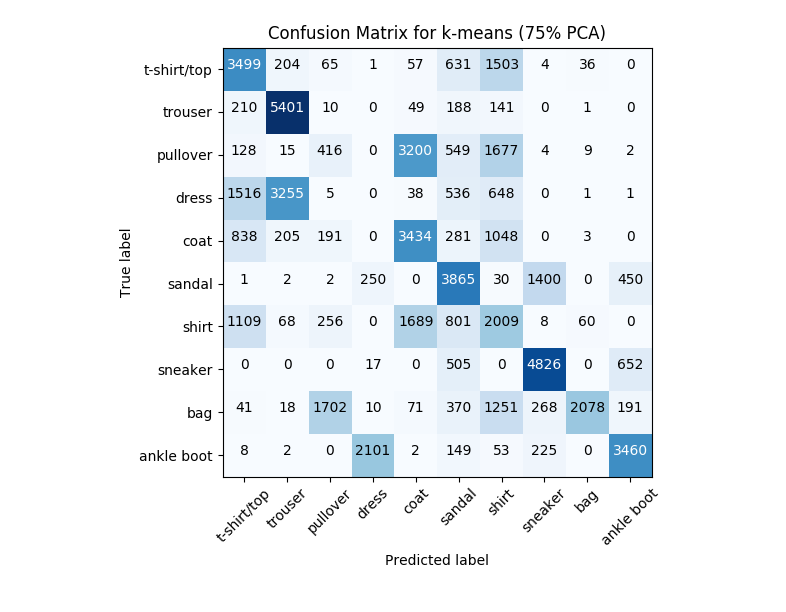 Confusion Matrix for k-means (75% PCA)
t-shirt/top 3499 204 65 1 57 631 1503 4 36 0
trouser 210 5401 10 0 49 188 141 0 1 0
pullover 128 15 416 0 3200 549 1677 4 9 2
dress 1516 3255 5 0 38 536 648 0 1 1
coat 838 205 191 0 3434 281 1048 0 3 0
True label
sandal 1 2 2 250 0 3865 30 1400 0 450
shirt 1109 68 256 0 1689 801 2009 8 60 0
sneaker 0 0 0 17 0 505 0 4826 0 652
bag 41 18 1702 10 71 370 1251 268 2078 191
ankle boot 8 2 0 2101 2 149 53 225 0 3460
t-shirt/top trouser pullover dress coat sandal shirt sneaker bag ankle boot
Predicted label